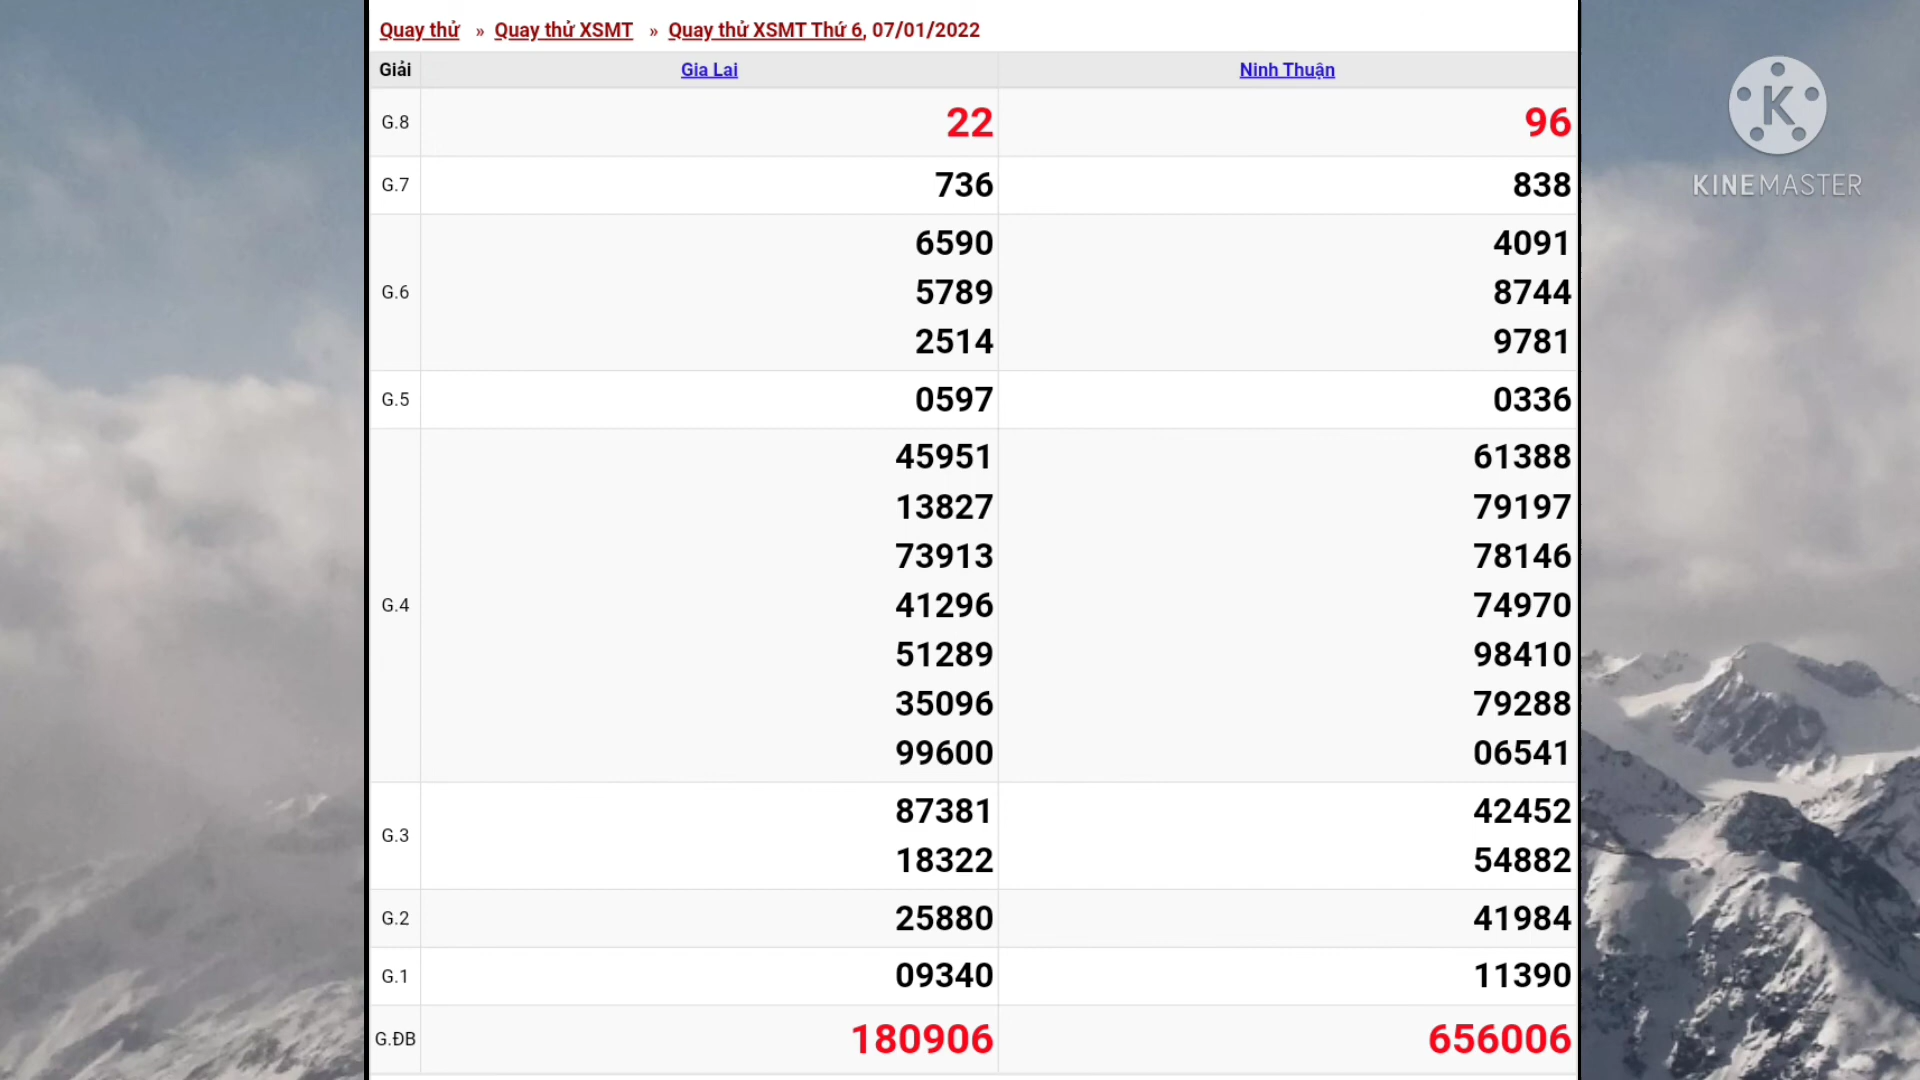 Quay thử » Quay thử XSMT » Quay thử XSMT Thứ 6, 07/01/2022
Giải Gia Lai Ninh Thuận
G.8 22 96
G.7 736 838
6590 4091
G.6 5789 8744
2514 9781
G.5 0597 0336
45951 61388
13827 79197
73913 78146
G.4 41296 74970
51289 98410
35096 79288
99600 06541
G.3
87381 42452
18322 54882
G.2 25880 41984
G.1 09340 11390
G.ĐB 180906 656006
K
KINEMASTER